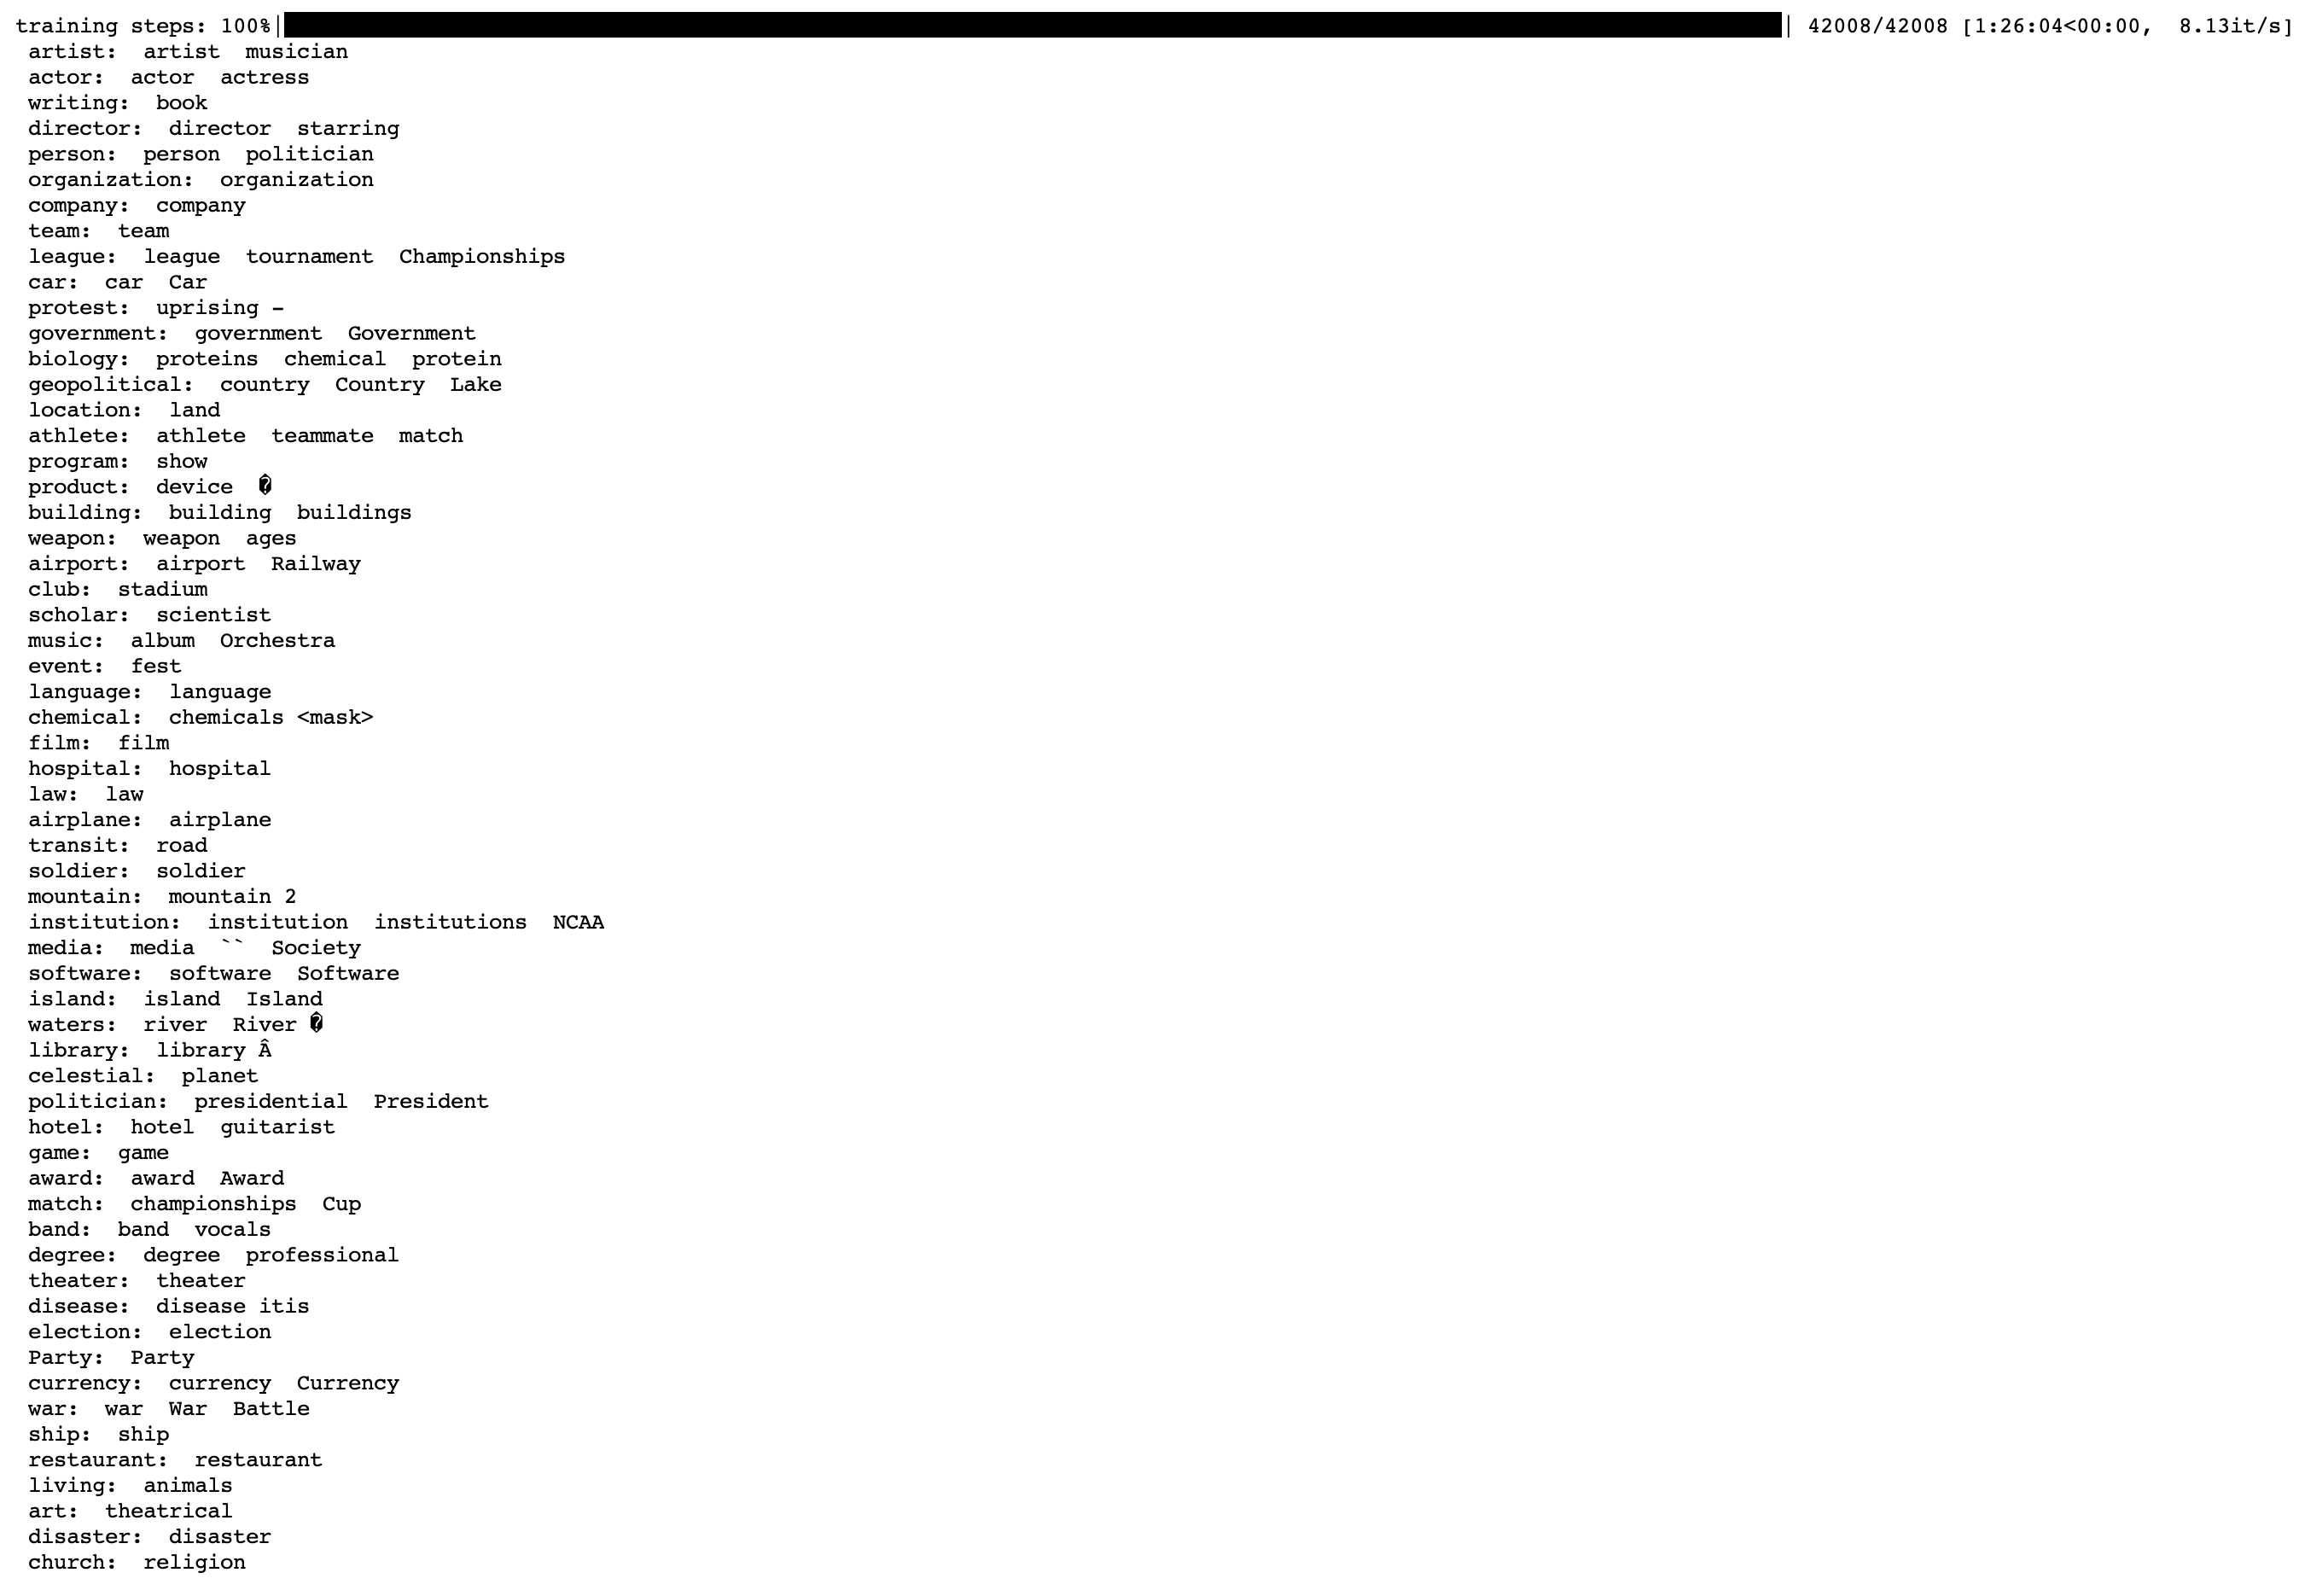 training steps: 100%|██████████| 42008/42008 [1:26:04<00:00,  8.13it/s]
artist:  artist  musician
actor:  actor  actress
writing:  book
director:  director  starring
person:  person  politician
organization:  organization
company:  company
team:  team
league:  league  tournament  Championships
car:  car  Car
protest:  uprising –
government:  government  Government
biology:  proteins  chemical  protein
geopolitical:  country  Country  Lake
location:  land
athlete:  athlete  teammate  match
program:  show
product:  device  �
building:  building  buildings
weapon:  weapon  ages
airport:  airport  Railway
club:  stadium
scholar:  scientist
music:  album  Orchestra
event:  fest
language:  language
chemical:  chemicals <mask>
film:  film
hospital:  hospital
law:  law
airplane:  airplane
transit:  road
soldier:  soldier
mountain:  mountain 2
institution:  institution  institutions  NCAA
media:  media  ``  Society
software:  software  Software
island:  island  Island
waters:  river  River �
library:  library Â
celestial:  planet
politician:  presidential  President
hotel:  hotel  guitarist
game:  game
award:  award  Award
match:  championships  Cup
band:  band  vocals
degree:  degree  professional
theater:  theater
disease:  disease itis
election:  election
Party:  Party
currency:  currency  Currency
war:  war  War  Battle
ship:  ship
restaurant:  restaurant
living:  animals
art:  theatrical
disaster:  disaster
church:  religion